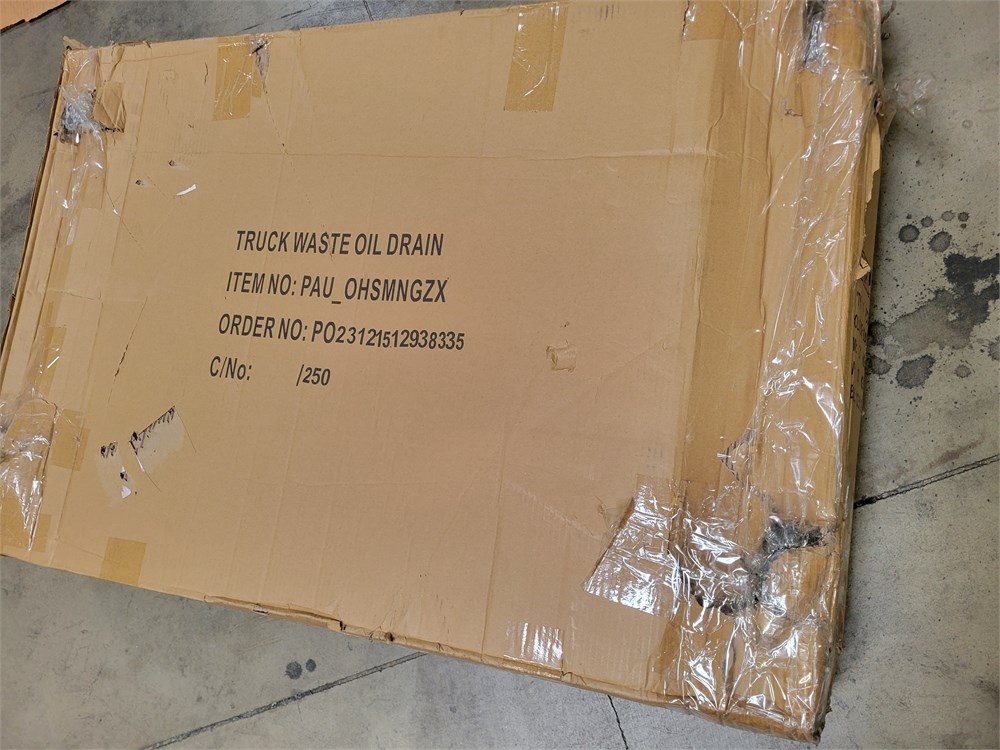 TRUCK WASTE OIL DRAIN
ITEM NO: PAU_OHSMNGZX
ORDER NO: PO23121512938335
C/No: /250